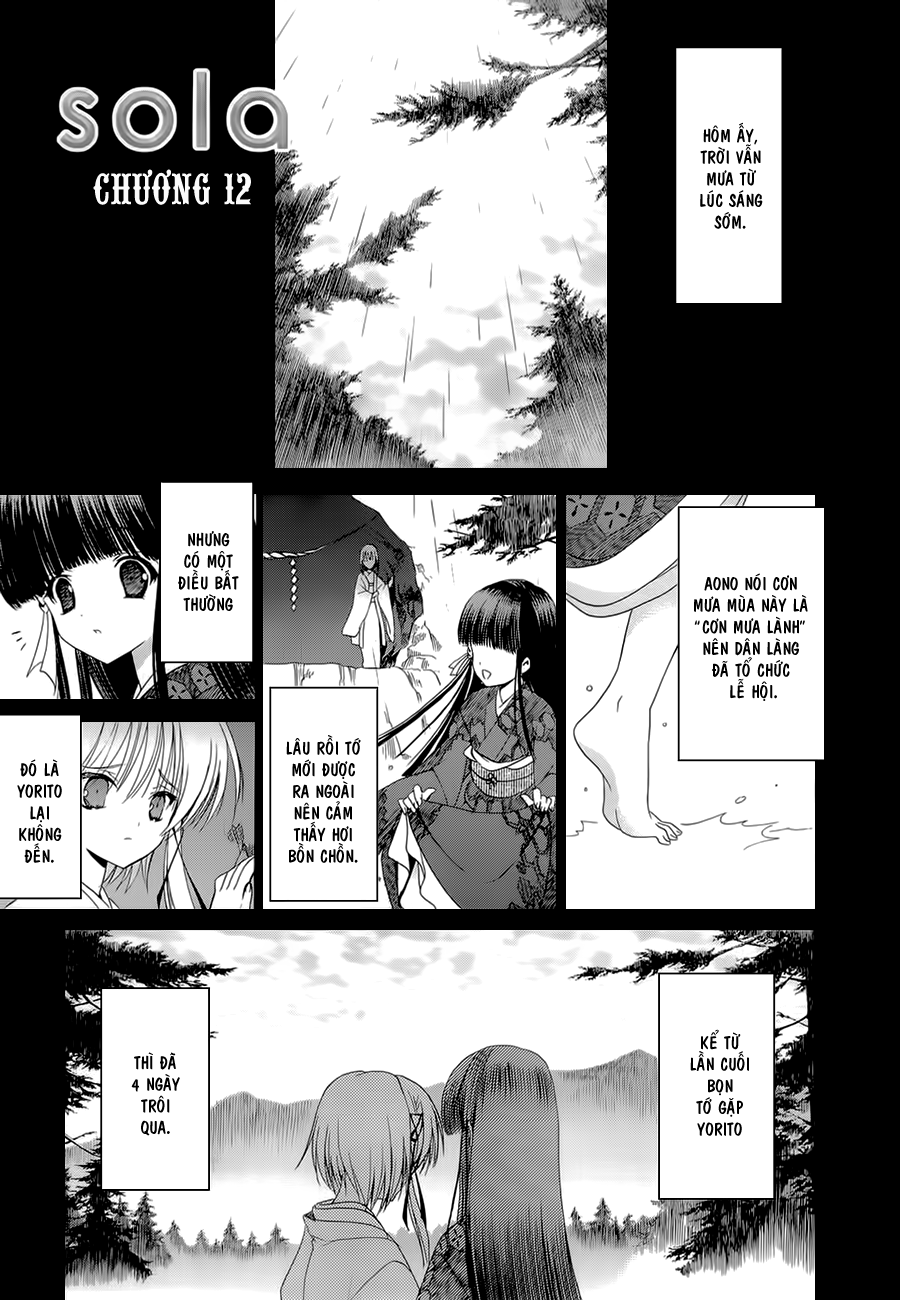 sola
CHƯƠNG 12
HÔM ẤY,
TRỜI VẪN
MƯA TỪ
LÚC SÁNG
SỚM.
AONO NÓI CƠN
MƯA MÙA NÀY LÀ
“CƠN MƯA LÀNH”
NÊN DÂN LÀNG
ĐÃ TỔ CHỨC
LỄ HỘI.
LÂU RỒI TỚ
MỚI ĐƯỢC
RA NGOÀI
NÊN CẢM
THẤY HƠI
BỒN CHỒN.
NHƯNG
CÓ MỘT
ĐIỀU BẤT
THƯỜNG
ĐÓ LÀ
YORITO
LẠI KHÔNG
ĐẾN.
KỂ TỪ
LẦN CUỐI
BỌN
TỚ GẶP
YORITO
THÌ ĐÃ
4 NGÀY
TRÔI
QUA.